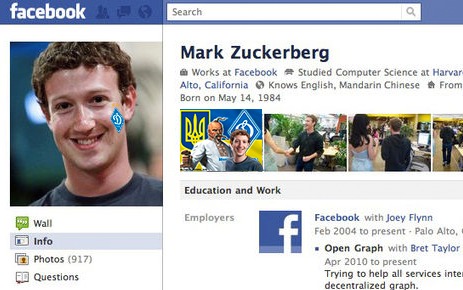 facebook
Search
Mark Zuckerberg
Works at Facebook Studied Computer Science at Harvar
Alto, California Knows English, Mandarin Chinese From
Born on May 14, 1984
Education and Work
Employers
Facebook with Joey Flynn
Feb 2004 to present · Palo Alto, C
Open Graph with Bret Taylor
Apr 2010 to present
Trying to help all services inter
decentralized graph.
Wall
Info
Photos (917)
Questions